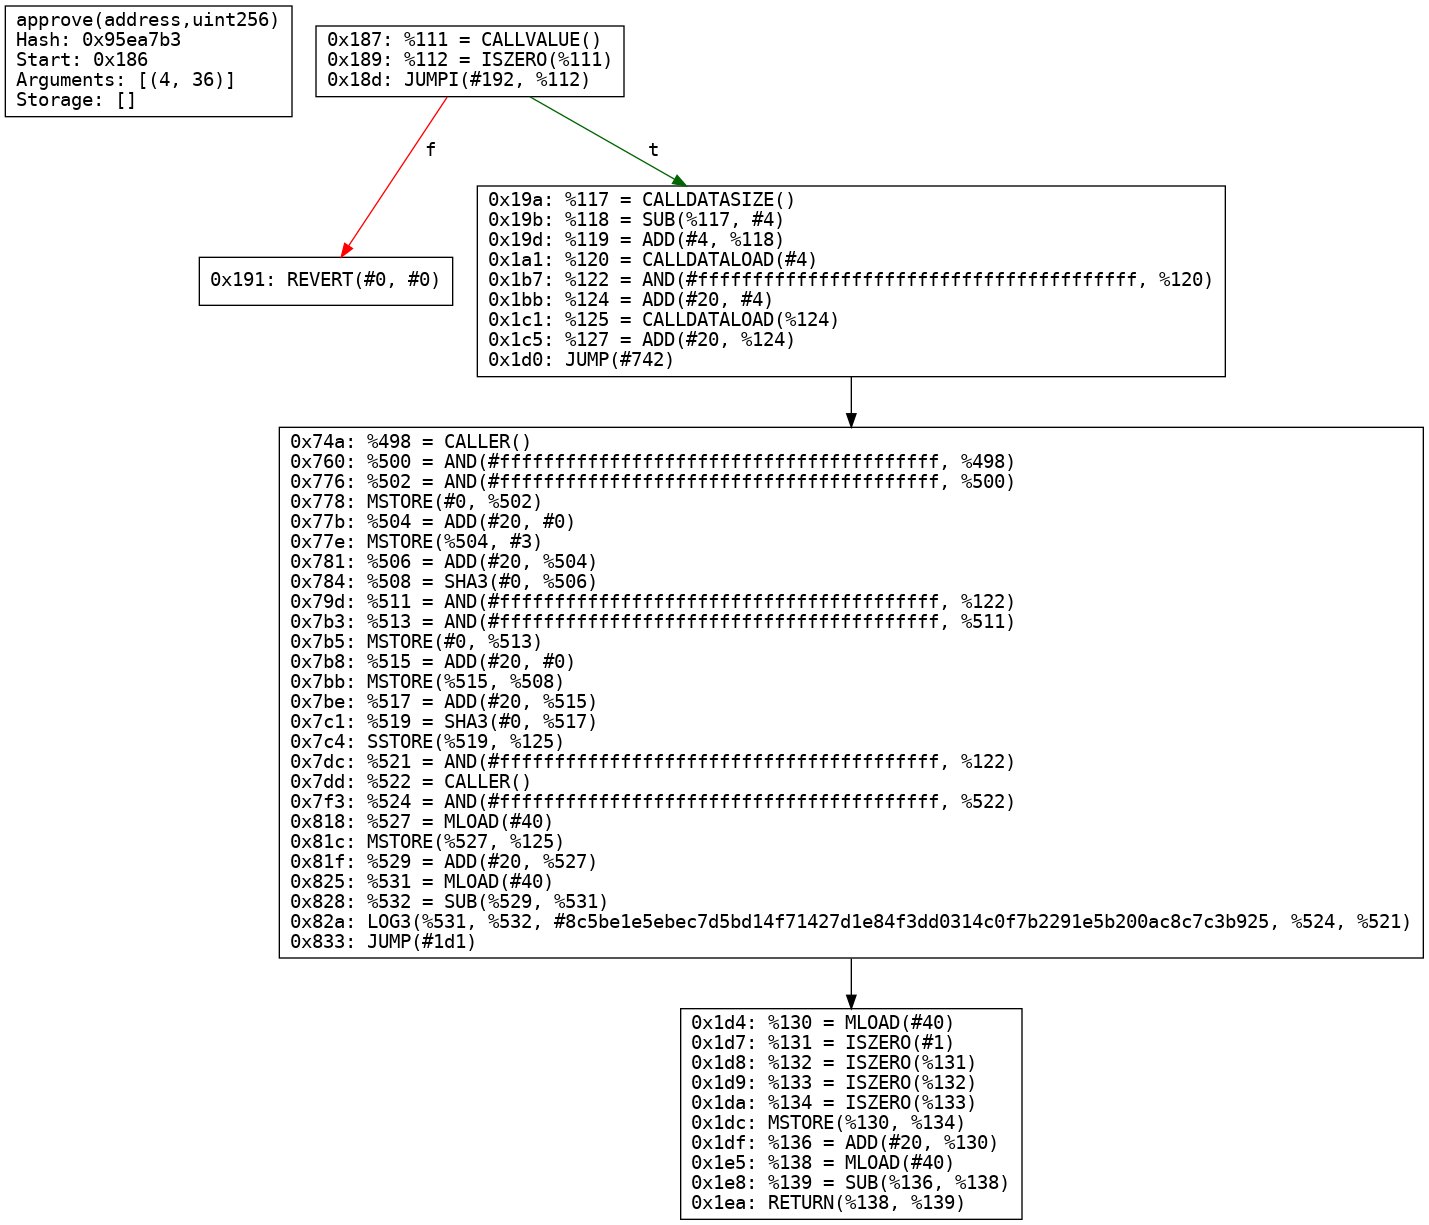 approve(address,uint256)
Hash: 0x95ea7b3
Start: 0x186
Arguments: [(4, 36)]
Storage: []
0x187: %111 = CALLVALUE()
0x189: %112 = ISZERO(%111)
0x18d: JUMPI(#192, %112)
f
t
0x191: REVERT(#0, #0)
0x19a: %117 = CALLDATASIZE()
0x19b: %118 = SUB(%117, #4)
0x19d: %119 = ADD(#4, %118)
0x1a1: %120 = CALLDATALOAD(#4)
0x1b7: %122 = AND(#ffffffffffffffffffffffffffffffffffffffff, %120)
0x1bb: %124 = ADD(#20, #4)
0x1c1: %125 = CALLDATALOAD(%124)
0x1c5: %127 = ADD(#20, %124)
0x1d0: JUMP(#742)
0x74a: %498 = CALLER()
0x760: %500 = AND(#ffffffffffffffffffffffffffffffffffffffff, %498)
0x776: %502 = AND(#ffffffffffffffffffffffffffffffffffffffff, %500)
0x778: MSTORE(#0, %502)
0x77b: %504 = ADD(#20, #0)
0x77e: MSTORE(%504, #3)
0x781: %506 = ADD(#20, %504)
0x784: %508 = SHA3(#0, %506)
0x79d: %511 = AND(#ffffffffffffffffffffffffffffffffffffffff, %122)
0x7b3: %513 = AND(#ffffffffffffffffffffffffffffffffffffffff, %511)
0x7b5: MSTORE(#0, %513)
0x7b8: %515 = ADD(#20, #0)
0x7bb: MSTORE(%515, %508)
0x7be: %517 = ADD(#20, %515)
0x7c1: %519 = SHA3(#0, %517)
0x7c4: SSTORE(%519, %125)
0x7dc: %521 = AND(#ffffffffffffffffffffffffffffffffffffffff, %122)
0x7dd: %522 = CALLER()
0x7f3: %524 = AND(#ffffffffffffffffffffffffffffffffffffffff, %522)
0x818: %527 = MLOAD(#40)
0x81c: MSTORE(%527, %125)
0x81f: %529 = ADD(#20, %527)
0x825: %531 = MLOAD(#40)
0x828: %532 = SUB(%529, %531)
0x82a: LOG3(%531, %532, #8c5be1e5ebec7d5bd14f71427d1e84f3dd0314c0f7b2291e5b200ac8c7c3b925, %524, %521)
0x833: JUMP(#1d1)
0x1d4: %130 = MLOAD(#40)
0x1d7: %131 = ISZERO(#1)
0x1d8: %132 = ISZERO(%131)
0x1d9: %133 = ISZERO(%132)
0x1da: %134 = ISZERO(%133)
0x1dc: MSTORE(%130, %134)
0x1df: %136 = ADD(#20, %130)
0x1e5: %138 = MLOAD(#40)
0x1e8: %139 = SUB(%136, %138)
0x1ea: RETURN(%138, %139)